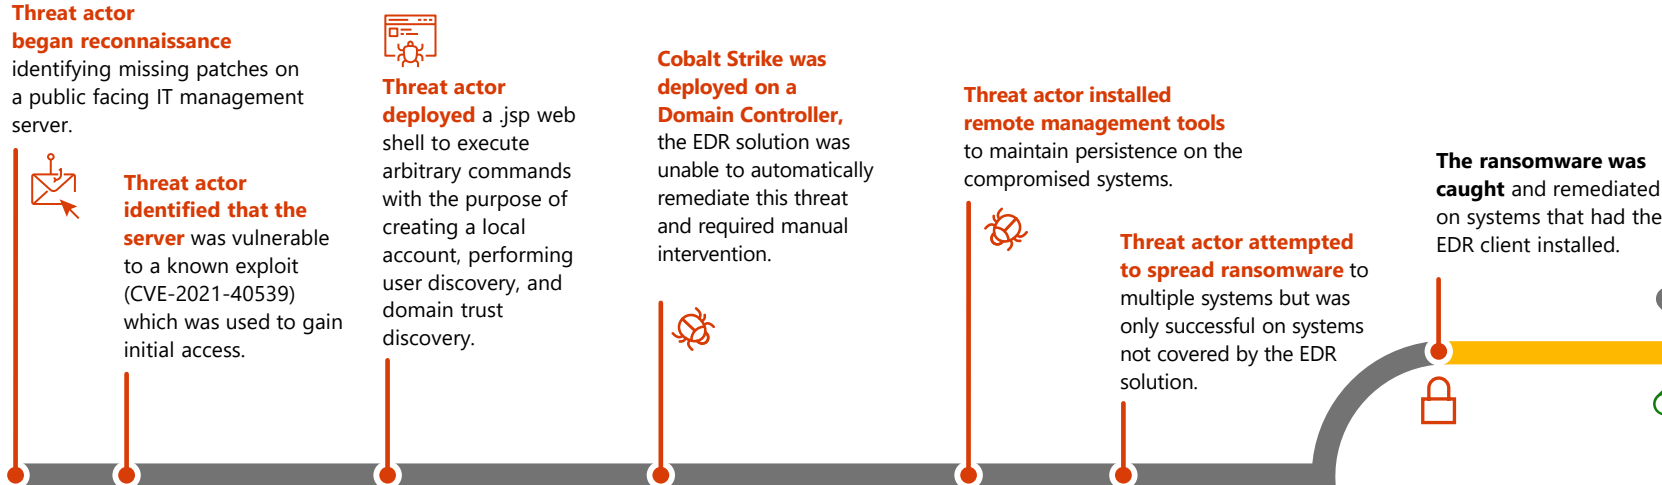 Threat actor
began reconnaissance
identifying missing patches on
a public facing IT management
server.
Threat actor
identified that the
server was vulnerable
to a known exploit
(CVE-2021-40539)
which was used to gain
initial access.
Threat actor
deployed a .jsp web
shell to execute
arbitrary commands
with the purpose of
creating a local
account, performing
user discovery, and
domain trust
discovery.
Cobalt Strike was
deployed on a
Domain Controller,
the EDR solution was
unable to automatically
remediate this threat
and required manual
intervention.
Threat actor installed
remote management tools
to maintain persistence on the
compromised systems.
Threat actor attempted
to spread ransomware to
multiple systems but was
only successful on systems
not covered by the EDR
solution.
The ransomware was
caught and remediated
on systems that had the
EDR client installed.